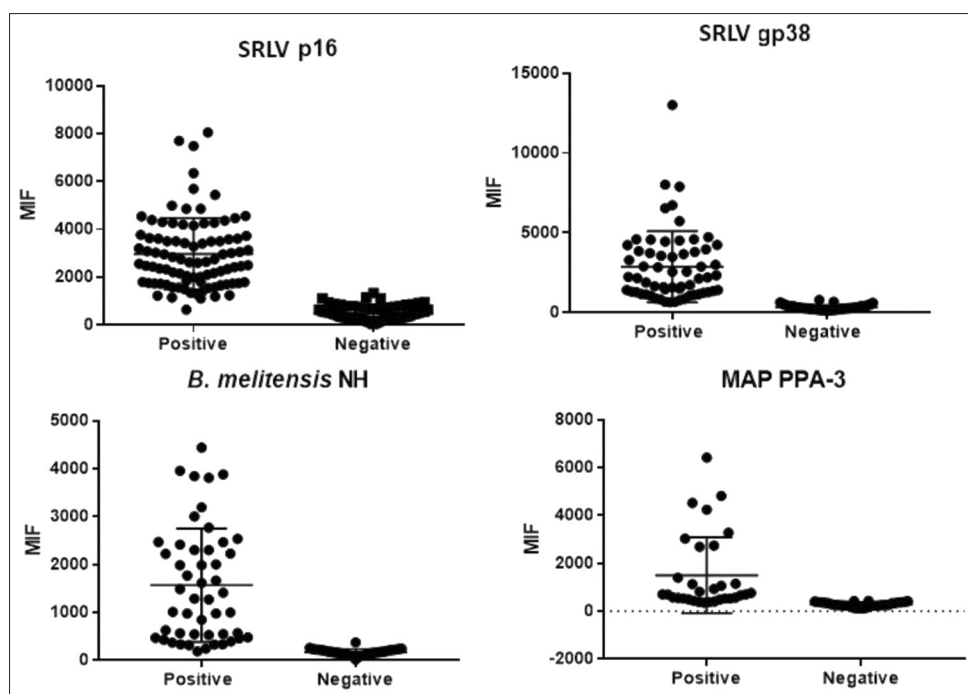 SRLV p16
SRLV gp38
MIF
10000
8000
6000
4000
2000
0
Positive
Negative
MIF
15000
10000
5000
0
Positive
Negative
B. melitensis NH
MAP PPA-3
MIF
5000
4000
3000
2000
1000
0
Positive
Negative
MIF
8000
6000
4000
2000
0
-2000
Positive
Negative